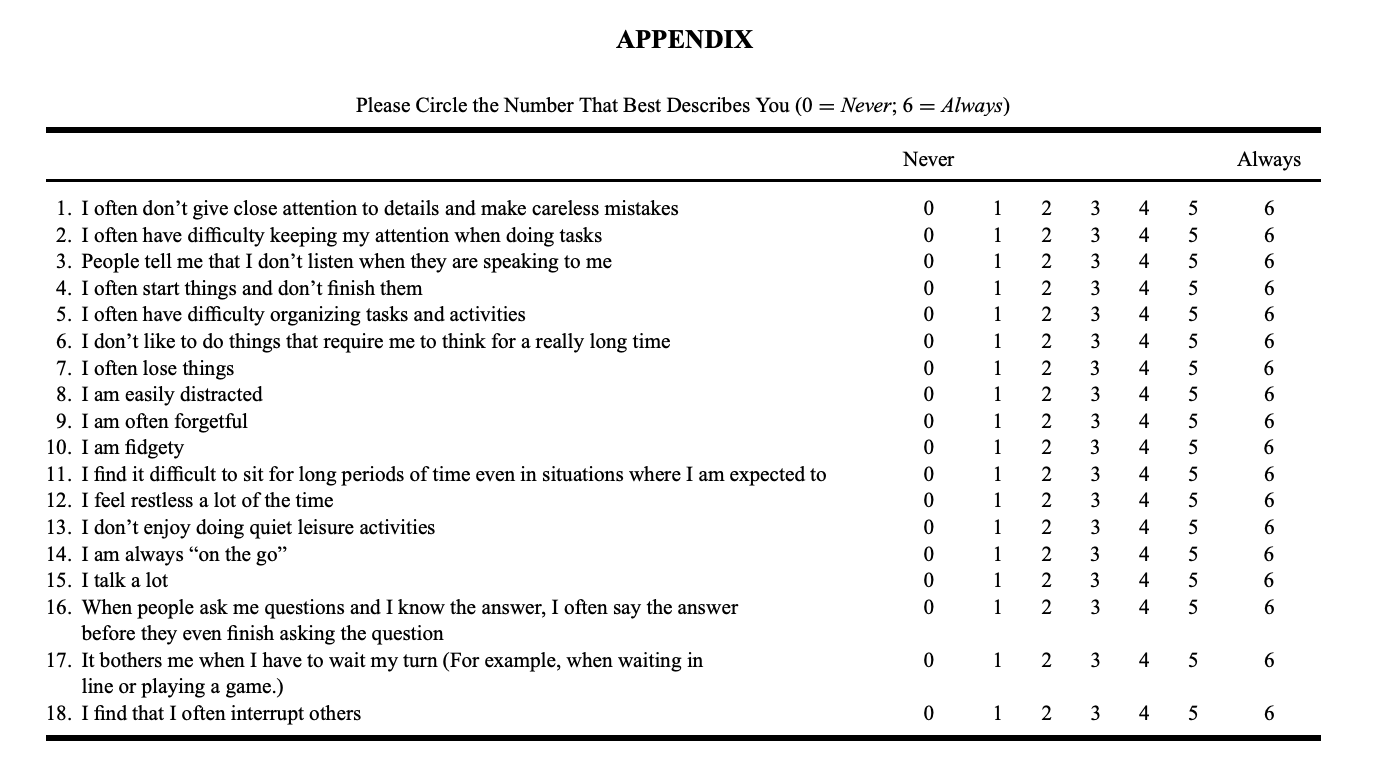 APPENDIX
Please Circle the Number That Best Describes You (0 = Never; 6 = Always)
Never Always
1. I often don’t give close attention to details and make careless mistakes 0 1 2 3 4 5 6
2. I often have difficulty keeping my attention when doing tasks 0 1 2 3 4 5 6
3. People tell me that I don’t listen when they are speaking to me 0 1 2 3 4 5 6
4. I often start things and don’t finish them 0 1 2 3 4 5 6
5. I often have difficulty organizing tasks and activities 0 1 2 3 4 5 6
6. I don’t like to do things that require me to think for a really long time 0 1 2 3 4 5 6
7. I often lose things 0 1 2 3 4 5 6
8. I am easily distracted 0 1 2 3 4 5 6
9. I am often forgetful 0 1 2 3 4 5 6
10. I am fidgety 0 1 2 3 4 5 6
11. I find it difficult to sit for long periods of time even in situations where I am expected to 0 1 2 3 4 5 6
12. I feel restless a lot of the time 0 1 2 3 4 5 6
13. I don’t enjoy doing quiet leisure activities 0 1 2 3 4 5 6
14. I am always “on the go” 0 1 2 3 4 5 6
15. I talk a lot 0 1 2 3 4 5 6
16. When people ask me questions and I know the answer, I often say the answer 0 1 2 3 4 5 6
before they even finish asking the question
17. It bothers me when I have to wait my turn (For example, when waiting in 0 1 2 3 4 5 6
line or playing a game.)
18. I find that I often interrupt others 0 1 2 3 4 5 6